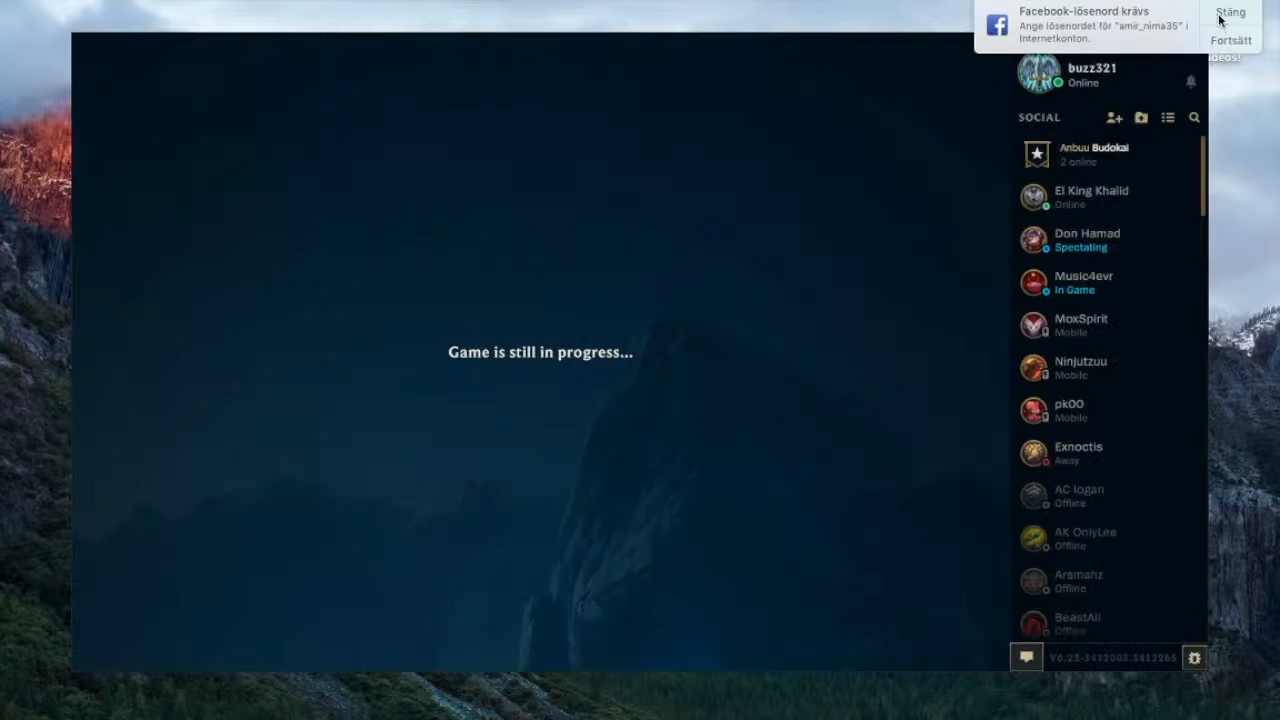 Facebook-lösenord krävs
Ange lösenordet för "amir_nima35" i
Internetkonton.
Stäng
Fortsätt
buzz321
Online
SOCIAL
Anbuu Budokai
2 online
El King Khalid
Online
Don Hamad
Spectating
Music4evr
In Game
MoxSpirit
Mobile
Ninjutzuu
Mobile
pk00
Mobile
Exnoctis
Away
AC logan
Offline
AK OnlyLee
Offline
Arsmahz
Offline
BeastAli
Offline
Game is still in progress...